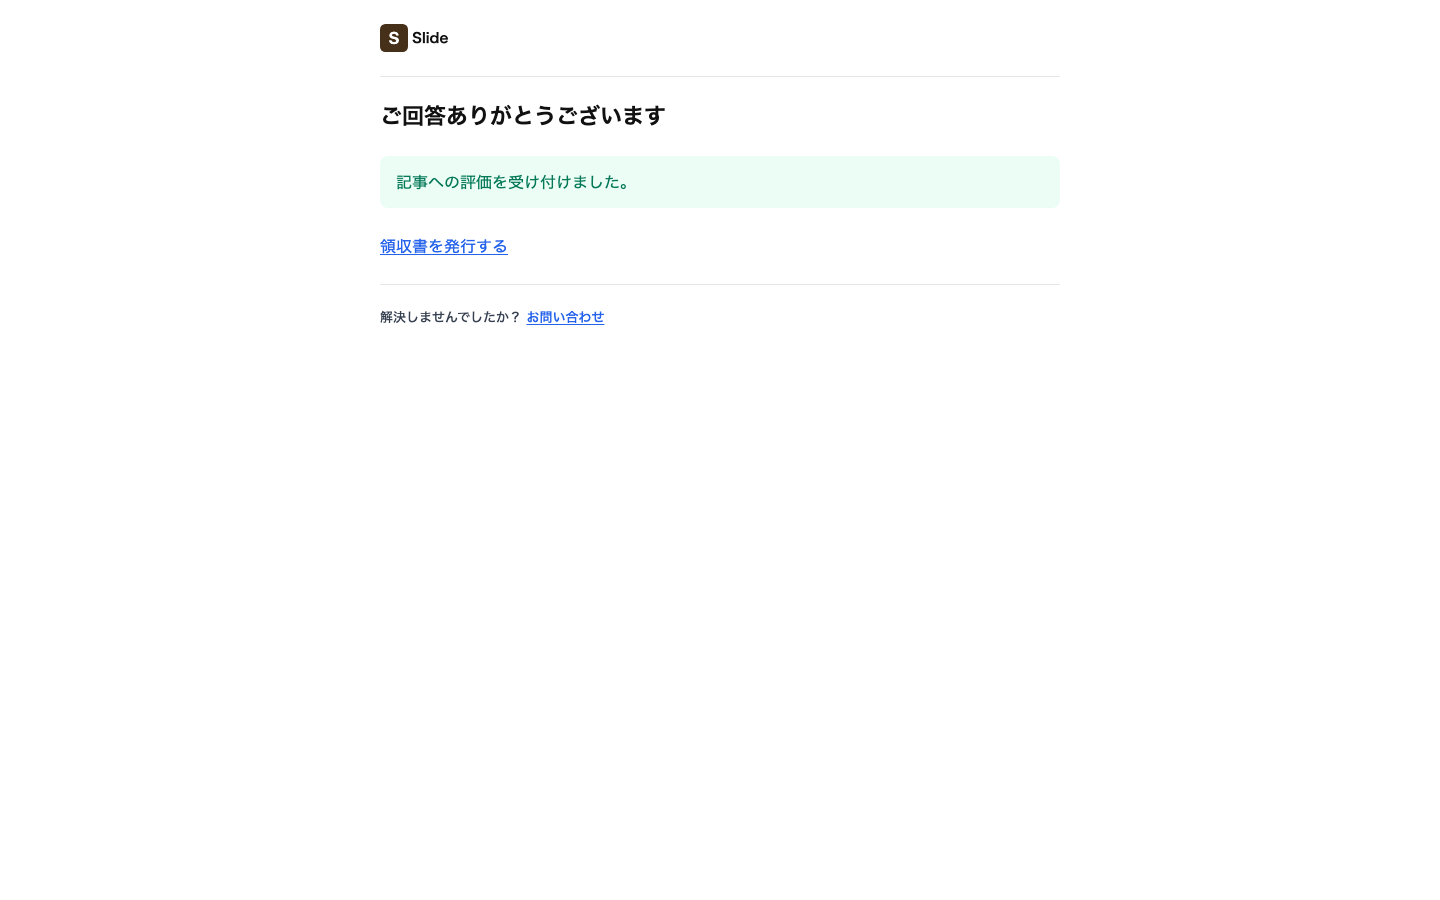 S Slide
ご回答ありがとうございます
記事への評価を受け付けました。
領収書を発行する
解決しませんでしたか? お問い合わせ